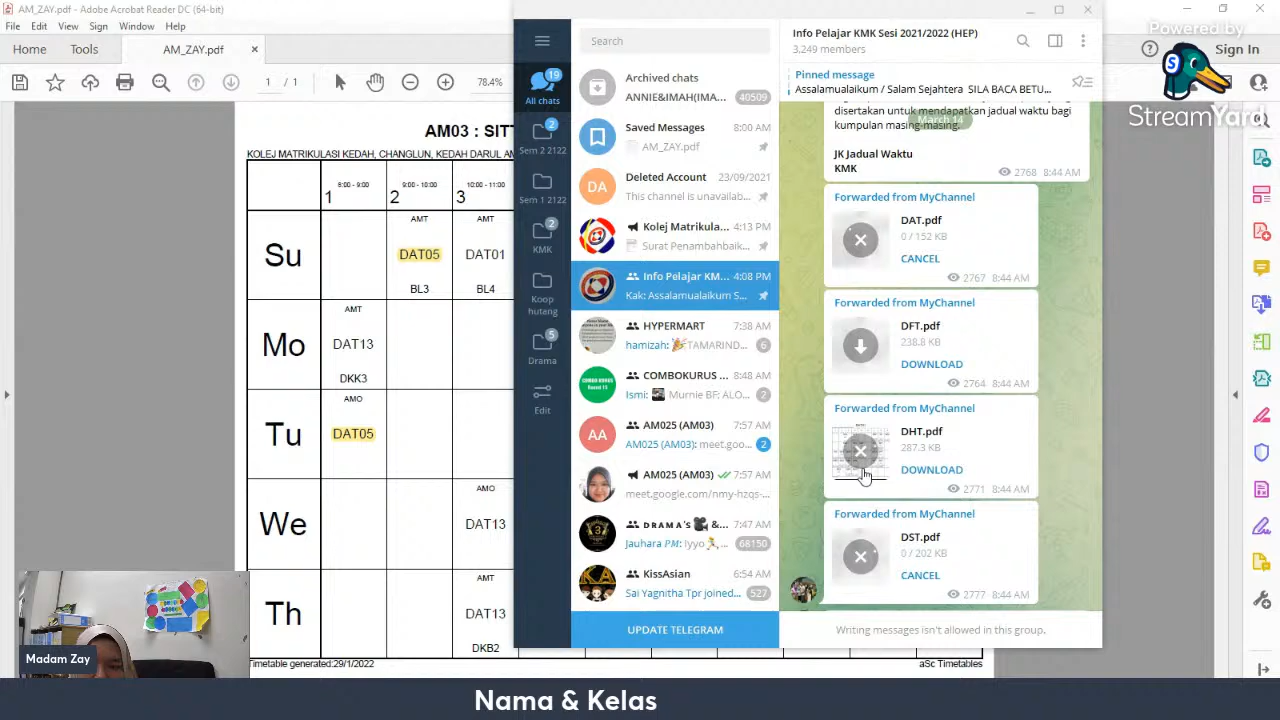 AM_ZAY.pdf - Adobe Acrobat Reader DC (64-bit)
File Edit View Sign Window Help
Home Tools AM_ZAY.pdf
Sign In
1 / 1
78.4%
Powered by
StreamYard
AM03 : SIT
KOLEJ MATRIKULASI KEDAH, CHANGLUN, KEDAH DARUL
1 8:00 - 9:00
2 9:00 - 10:00
3 10:00 - 11:00
Su
AMT
DAT05
BL3
AMT
DAT01
BL4
Mo
AMT
DAT13
DKK3
Tu
AMO
DAT05
We
AMO
DAT13
Th
AMT
DAT13
DKB2
Timetable generated:29/1/2022
aSc Timetables
19
All chats
2
Sem 2 2122
Sem 1 2122
2
KMK
Koop
hutang
5
Drama
Edit
Search
Archived chats
ANNIE&IMAH(IMA... 40509
Saved Messages 8:00 AM
AM_ZAY.pdf
DA
Deleted Account 23/09/2021
This channel is unavailab...
Kolej Matrikula... 4:13 PM
Surat Penambahbaik...
Info Pelajar KM... 4:08 PM
Kak: Assalamualaikum S...
HYPERMART 7:38 AM
hamizah: 🎉TAMARIND... 6
COMBOKURUS ... 8:48 AM
Ismi: Murnie BF; ALO... 2
AA
AM025 (AM03) 7:57 AM
AM025 (AM03): meet.goo... 2
AM025 (AM03) 7:57 AM
meet.google.com/nmy-hzqs-...
ᴅʀᴀᴍᴀ's 🎥 &... 7:47 AM
Jauhara PM: Iyyo... 68150
KissAsian 6:54 AM
Sai Yagnitha Tpr joined... 527
UPDATE TELEGRAM
Info Pelajar KMK Sesi 2021/2022 (HEP)
3,249 members
Pinned message
Assalamualaikum / Salam Sejahtera SILA BACA BETU...
disertakan untuk mendapatkan jadual waktu bagi
March 14
kumpulan masing-masing.
JK Jadual Waktu
KMK
2768 8:44 AM
Forwarded from MyChannel
DAT.pdf
0 / 152 KB
CANCEL
2767 8:44 AM
Forwarded from MyChannel
DFT.pdf
238.8 KB
DOWNLOAD
2764 8:44 AM
Forwarded from MyChannel
DHT.pdf
287.3 KB
DOWNLOAD
2771 8:44 AM
Forwarded from MyChannel
DST.pdf
0 / 202 KB
CANCEL
2777 8:44 AM
Writing messages isn't allowed in this group.
Madam Zay
Nama & Kelas